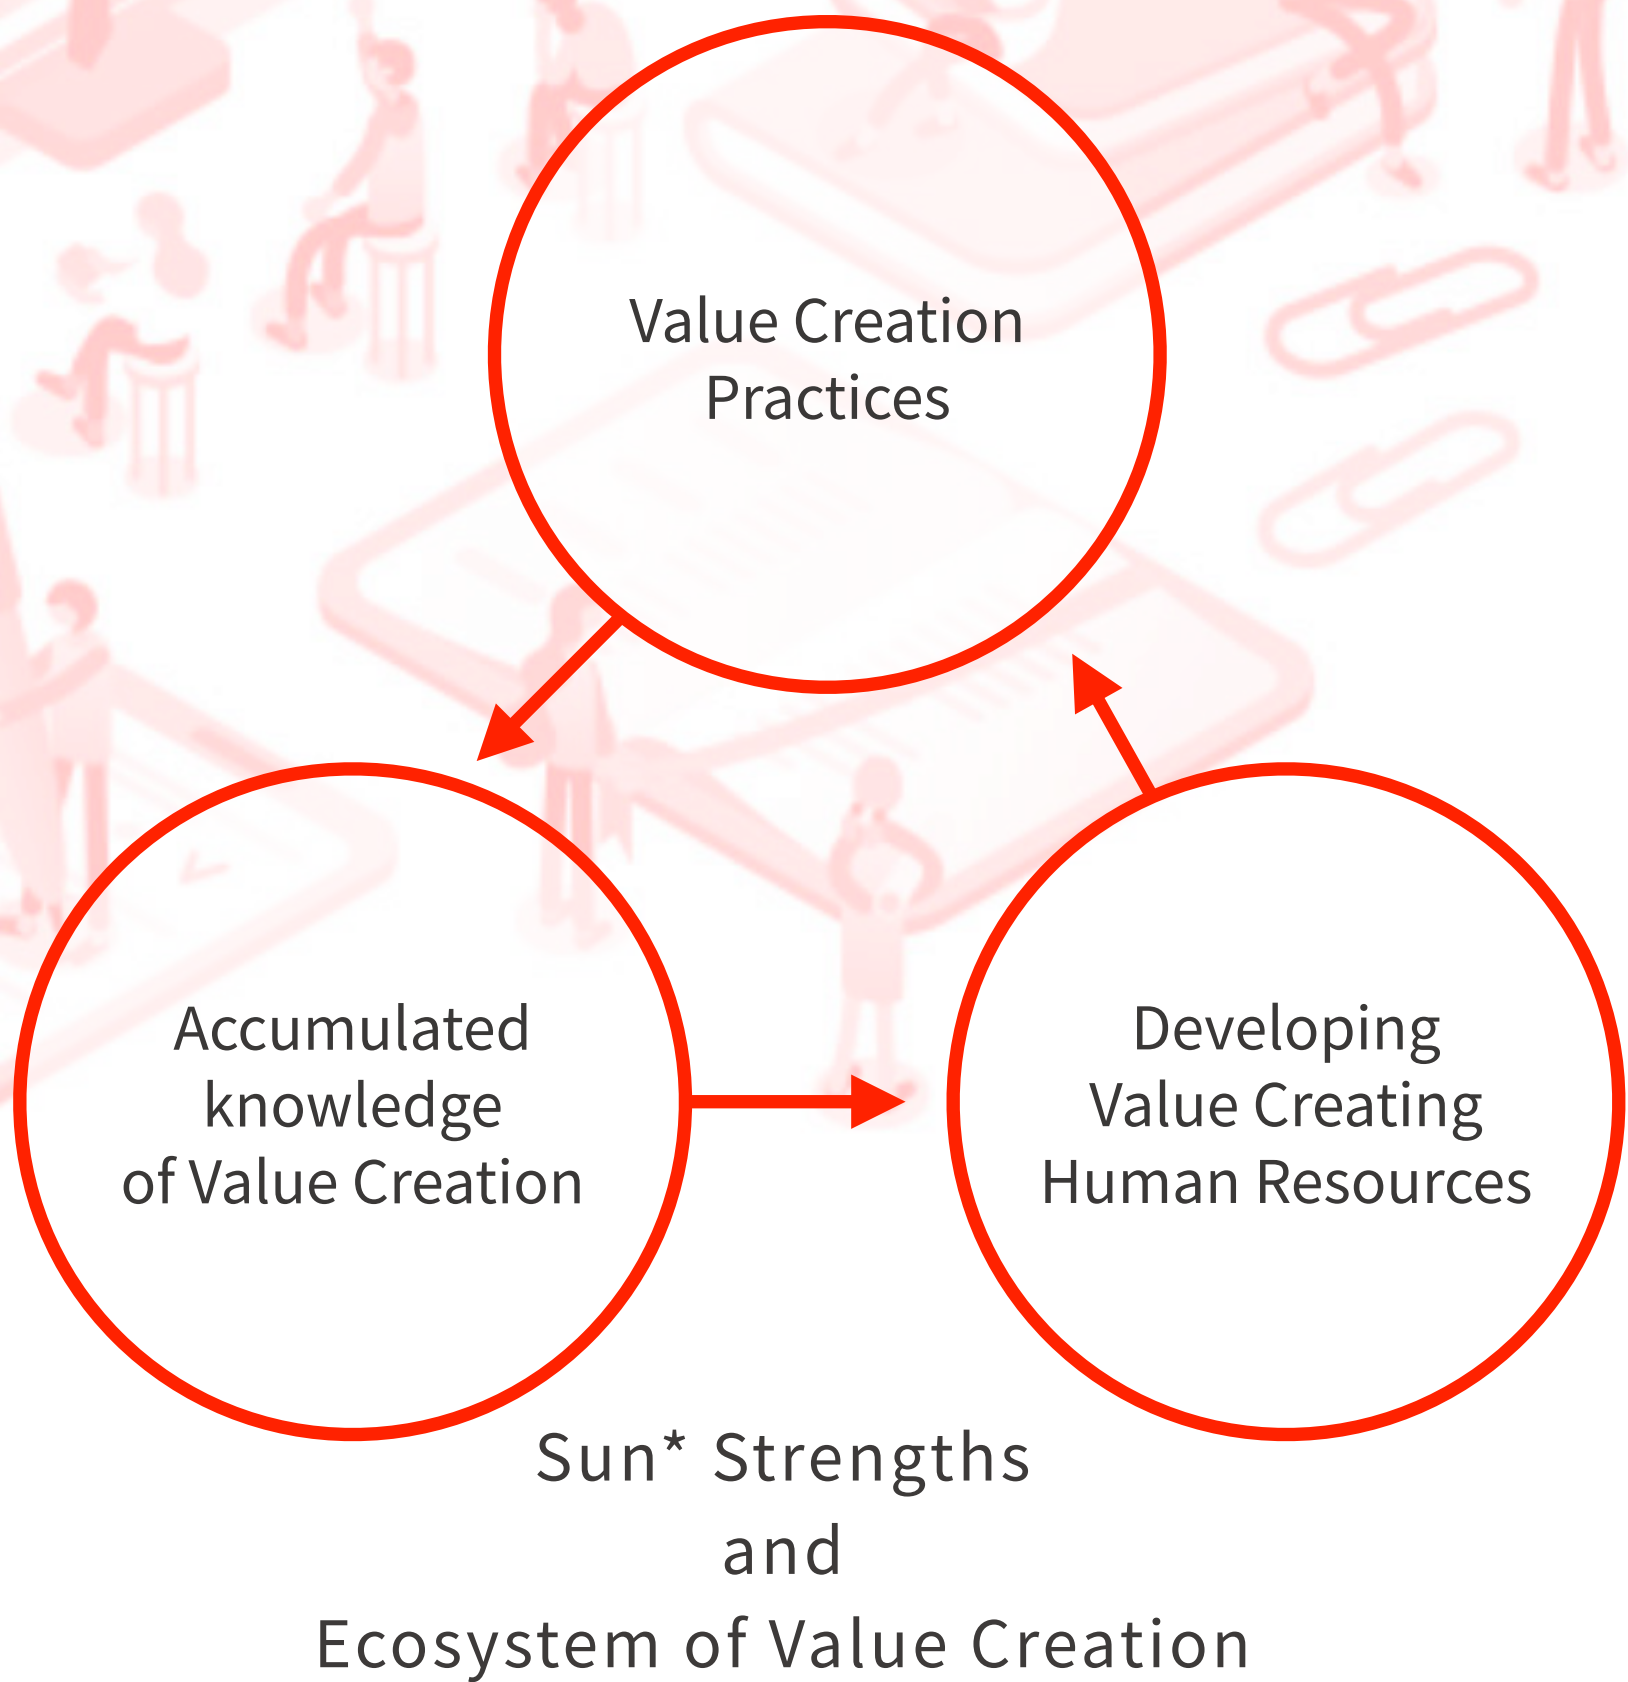 Value Creation
Practices
Accumulated
knowledge
of Value Creation
Developing
Value Creating
Human Resources
Sun* Strengths
and
Ecosystem of Value Creation